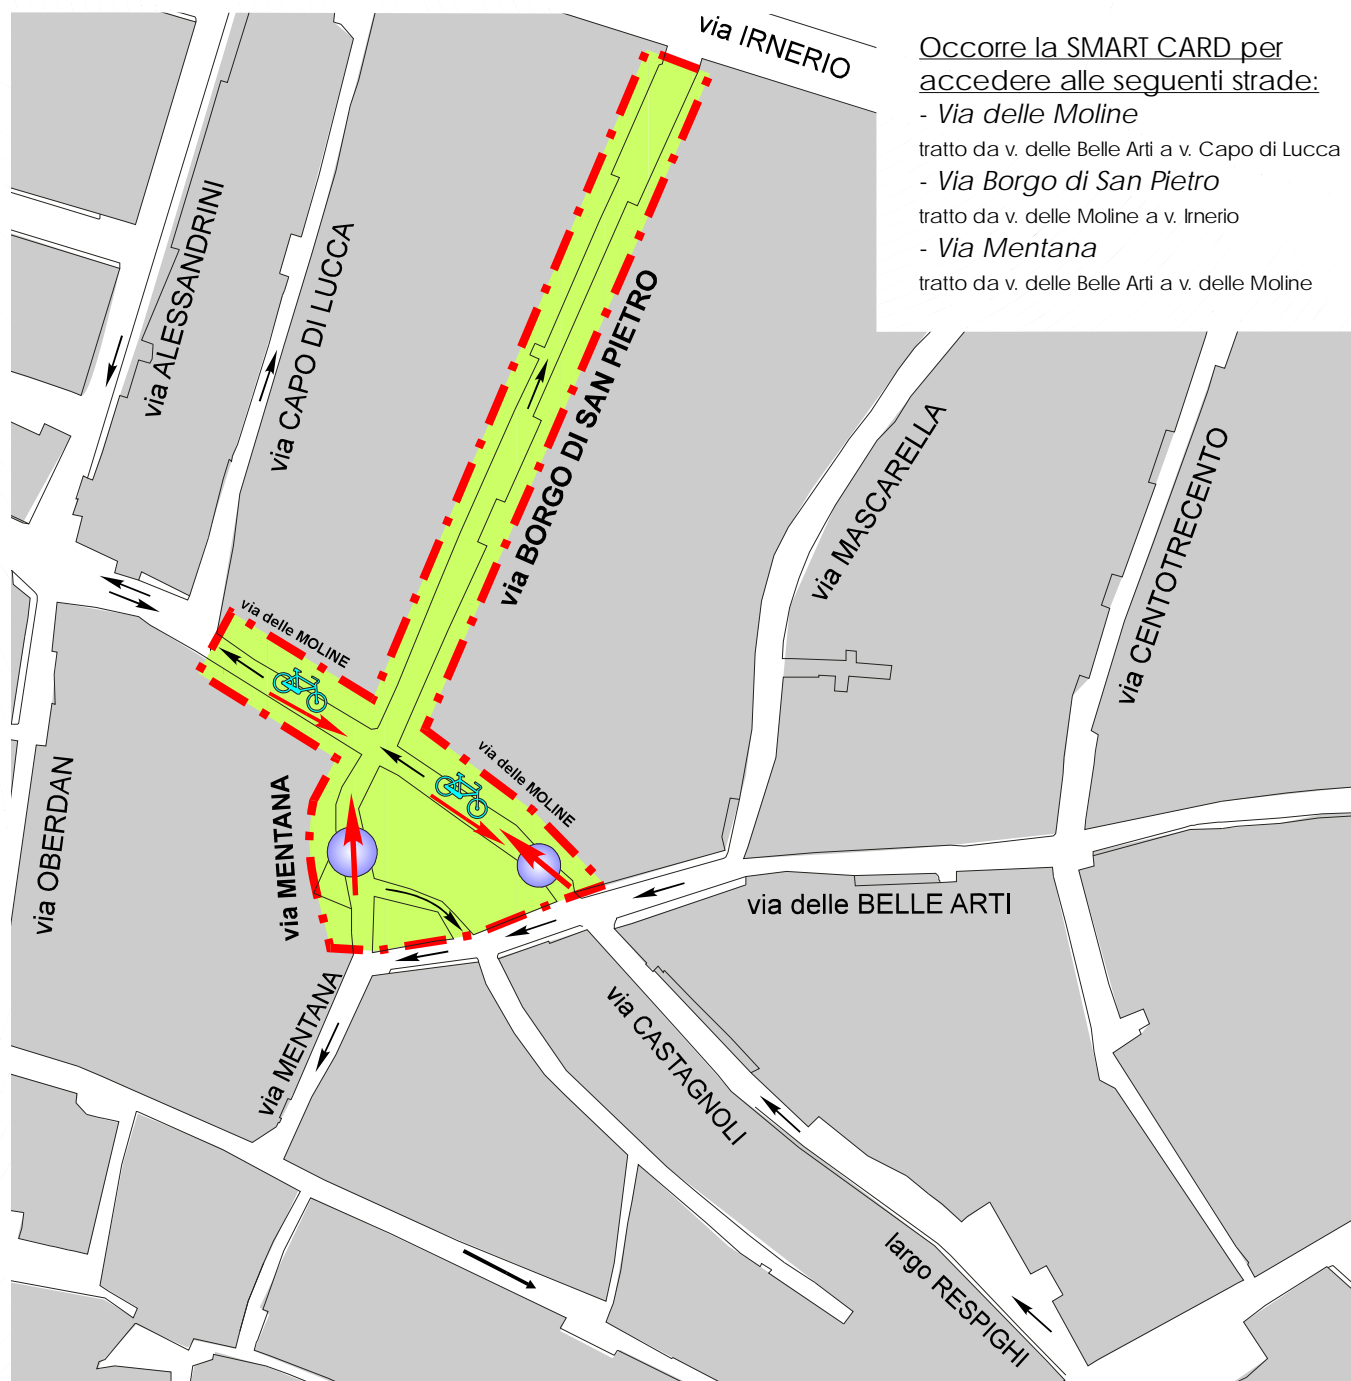 via IRNERIO
Occorre la SMART CARD per
accedere alle seguenti strade:
- Via delle Moline
tratto da v. delle Belle Arti a v. Capo di Lucca
- Via Borgo di San Pietro
tratto da v. delle Moline a v. Irnerio
- Via Mentana
tratto da v. delle Belle Arti a v. delle Moline
via ALESSANDRINI
via CAPO DI LUCCA
via BORGO DI SAN PIETRO
via MASCARELLA
via CENTOTRECENTO
via delle MOLINE
via delle MOLINE
via OBERDAN
via MENTANA
via delle BELLE ARTI
via MENTANA
via CASTAGNOLI
largo RESPIGHI